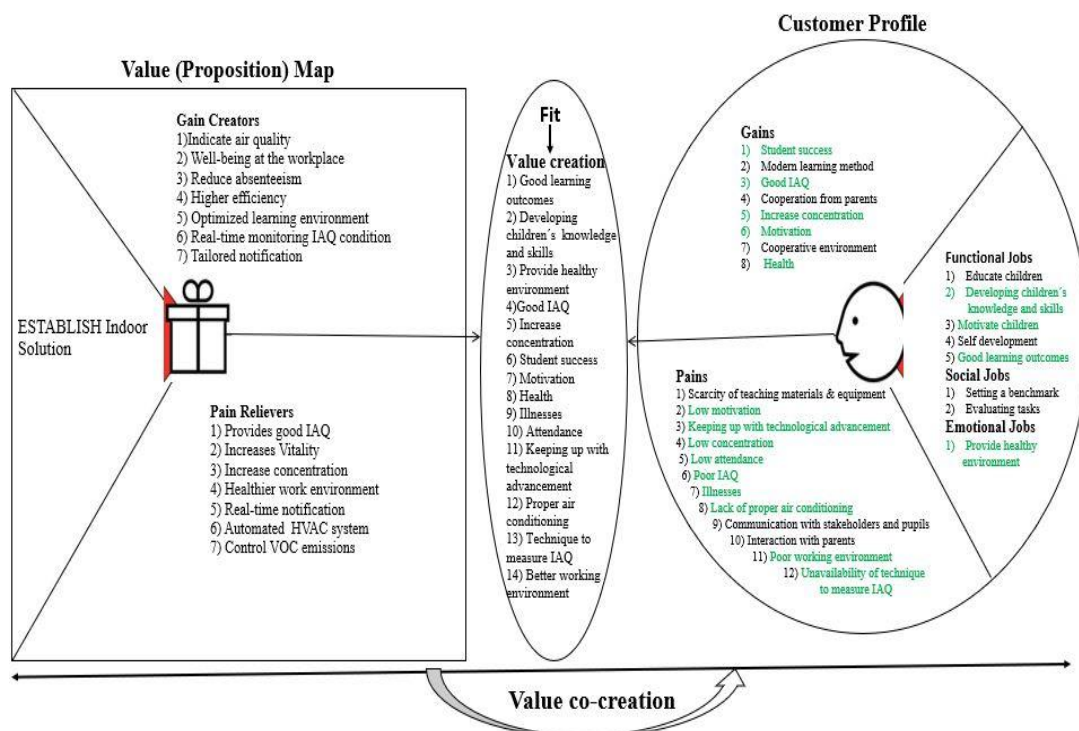 Customer Profile
Value (Proposition) Map
Gain Creators
1)Indicate air quality
2) Well-being at the workplace
3) Reduce absenteeism
4) Higher efficiency
5) Optimized learning environment
6) Real-time monitoring IAQ condition
7) Tailored notification
ESTABLISH Indoor
Solution
Pain Relievers
1) Provides good IAQ
2) Increases Vitality
3) Increase concentration
4) Healthier work environment
5) Real-time notification
6) Automated HVAC system
7) Control VOC emissions
Fit
Value creation
1) Good learning
outcomes
2) Developing
children´s knowledge
and skills
3) Provide healthy
environment
4)Good IAQ
5) Increase
concentration
6) Student success
7) Motivation
8) Health
9) Illnesses
10) Attendance
11) Keeping up with
technological
advancement
12) Proper air
conditioning
13) Technique to
measure IAQ
14) Better working
environment
Gains
1) Student success
2) Modern learning method
3) Good IAQ
4) Cooperation from parents
5) Increase concentration
6) Motivation
7) Cooperative environment
8) Health
Pains
1) Scarcity of teaching materials & equipment
2) Low motivation
3) Keeping up with technological advancement
4) Low concentration
5) Low attendance
6) Poor IAQ
7) Illnesses
8) Lack of proper air conditioning
9) Communication with stakeholders and pupils
10) Interaction with parents
11) Poor working environment
12) Unavailability of technique
to measure IAQ
Functional Jobs
1) Educate children
2) Developing children´s
knowledge and skills
3) Motivate children
4) Self development
5) Good learning outcomes
Social Jobs
1) Setting a benchmark
2) Evaluating tasks
Emotional Jobs
1) Provide healthy
environment
Value co-creation